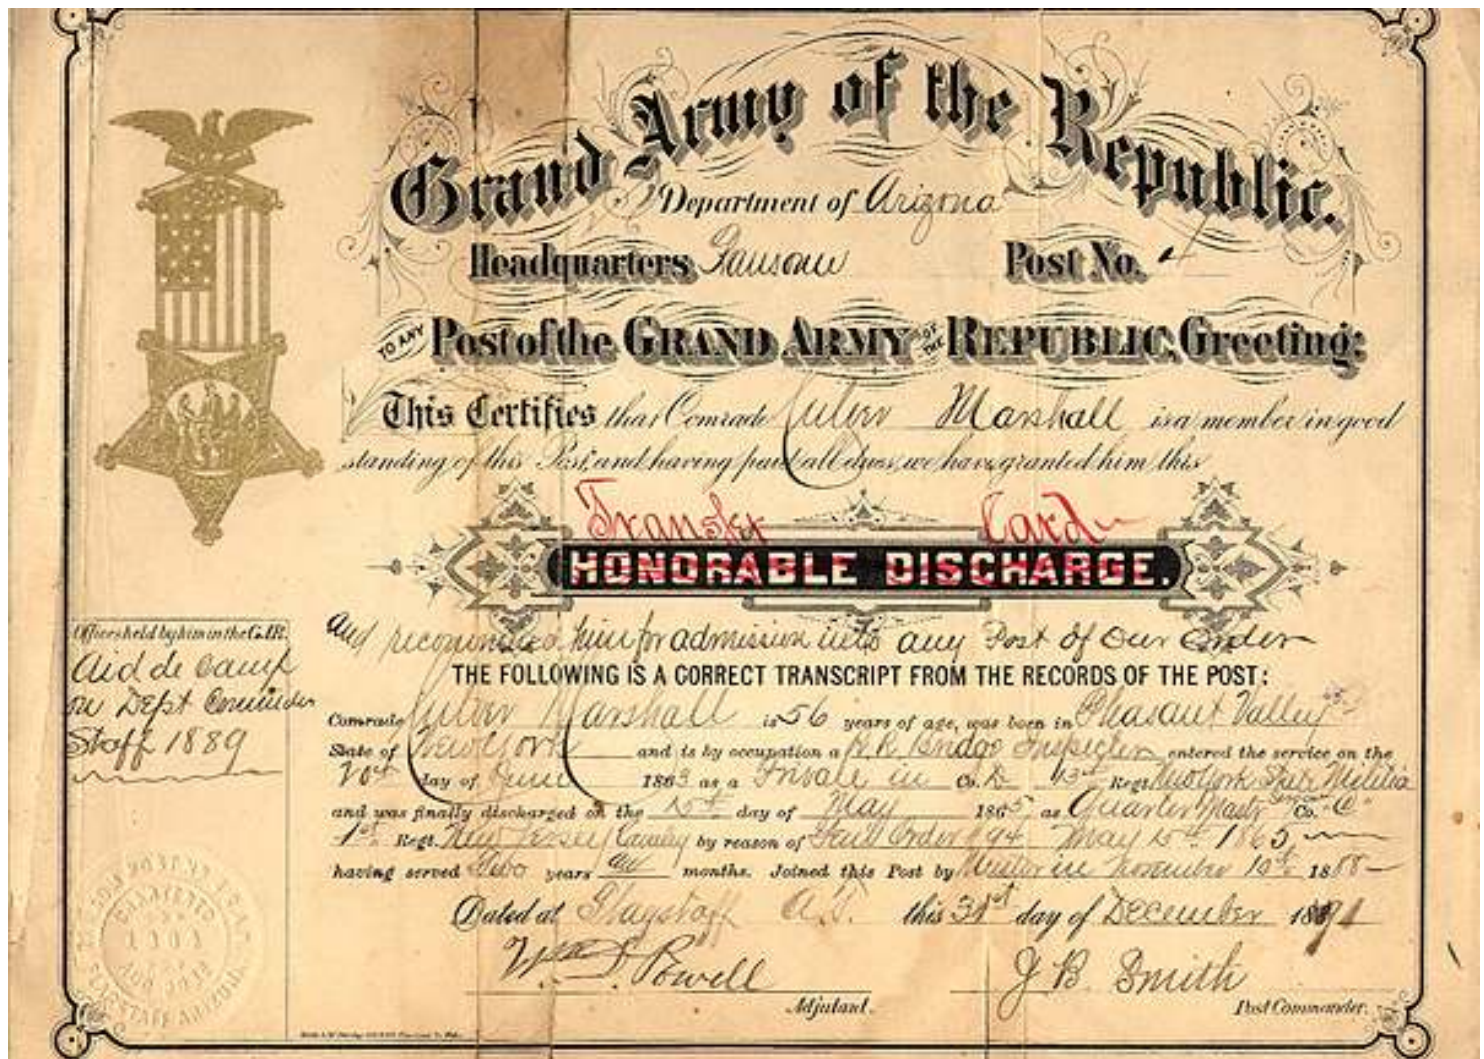 Grand Army of the Republic.
Department of Arizona
Headquarters Ransom Post No. 4
TO ANY Post of the GRAND ARMY OF THE REPUBLIC, Greeting:
This Certifies that Comrade Marshall is a member in good
standing of this Post, and having paid all dues, we have granted him this
Transfer Card
HONORABLE DISCHARGE.
And recommend him for admission into any Post of Our Order
THE FOLLOWING IS A CORRECT TRANSCRIPT FROM THE RECORDS OF THE POST:
Comrade Marshall is 56 years of age, was born in Pleasant Valley
State of New York and is by occupation a R.R. Bridge Inspector entered the service on the
day of June 1863 as a Private in Co. D Regt. New York State Militia
and was finally discharged on the day of May 1865 as Quarter Master Co.
1st Regt. New Jersey Cavalry by reason of Order 94 May 1865
having served Two years months. Joined this Post by Muster in November 1888
Dated at Flagstaff A.T. this 31st day of December 1891
Wm S. Powell J B Smith
Adjutant. Post Commander.
Offices held by him in the G.A.R.
Aid de Camp
on Dept Commander
Staff 1889